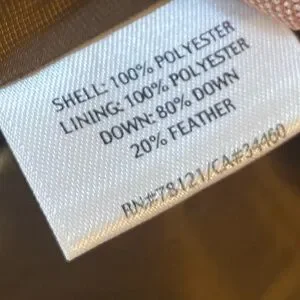 SHELL: 100% POLYESTER
LINING: 100% POLYESTER
DOWN: 80% DOWN
20% FEATHER
RN#78121/CA#34460